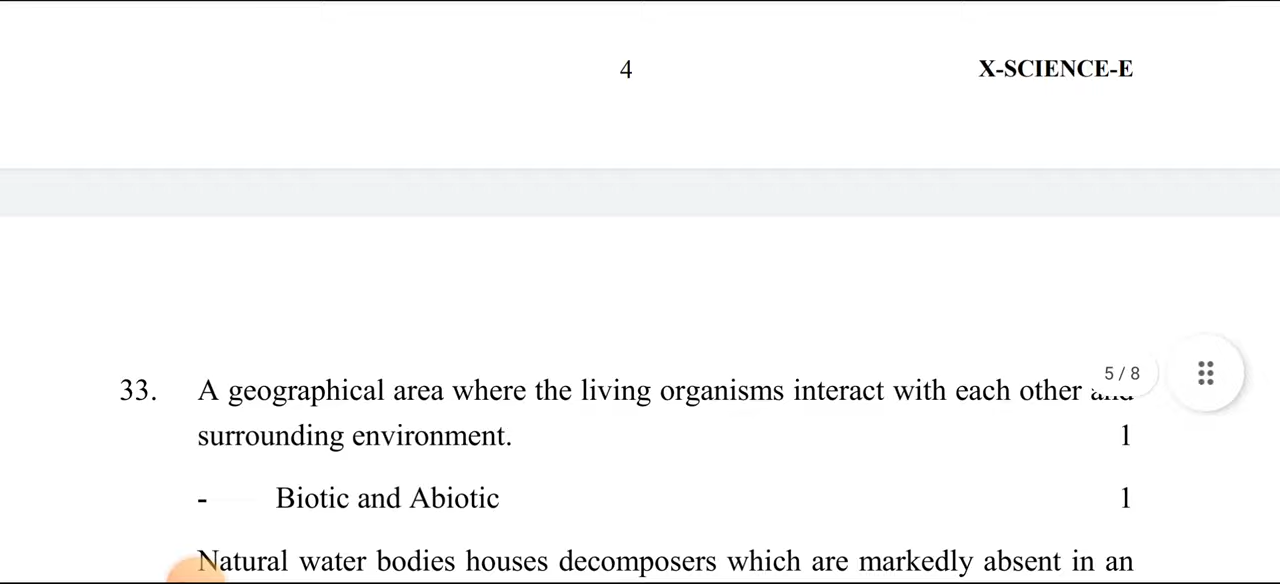 4 X-SCIENCE-E
5 / 8
33. A geographical area where the living organisms interact with each other
surrounding environment. 1
- Biotic and Abiotic 1
Natural water bodies houses decomposers which are markedly absent in an